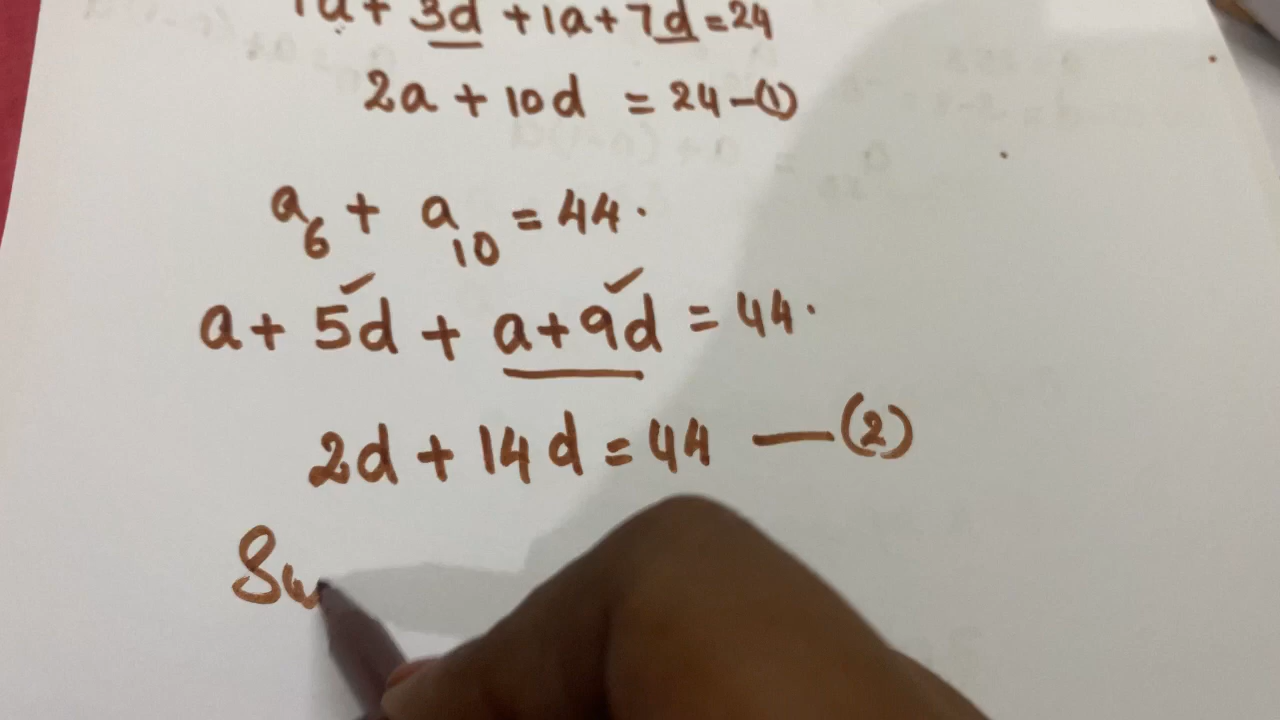 1a + 3d + 1a + 7d = 24
2a + 10d = 24 - (1)
a6 + a10 = 44.
a + 5d + a + 9d = 44.
2d + 14d = 44 — (2)
Su